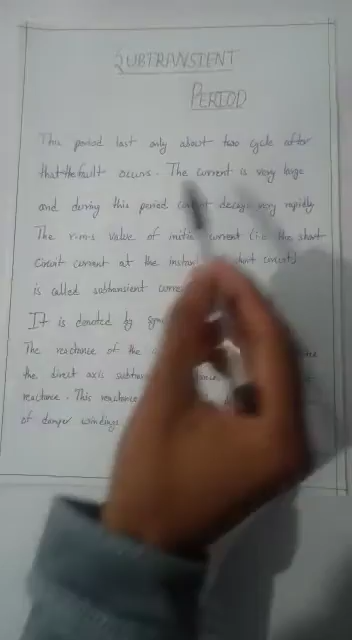 SUBTRANSIENT
PERIOD
This period last only about two cycle after
that the fault occurs. The current is very large
and during this period decays very rapidly
The r.m.s value of initial current (i.e the short
circuit current at the instant short circuit)
is called subtransient
It is denoted by
The reactance of the
the direct axis
reactance. This reactance
of damper windings